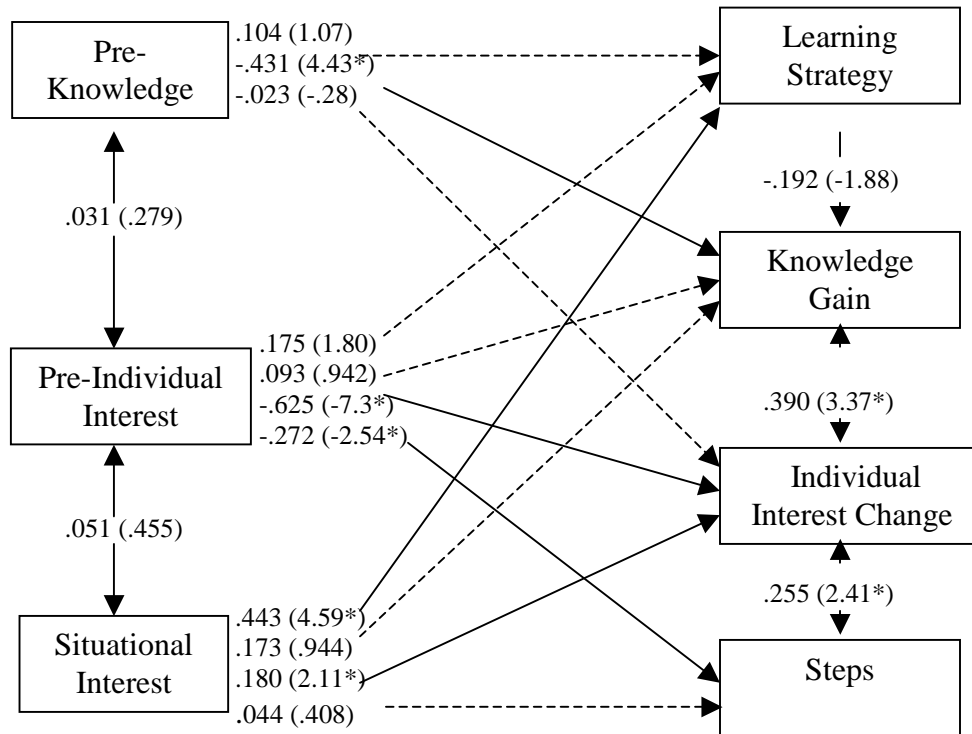 Pre-
Knowledge
.104 (1.07)
-.431 (4.43*)
-.023 (-.28)
Learning
Strategy
-.192 (-1.88)
.031 (.279)
Knowledge
Gain
Pre-Individual
Interest
.175 (1.80)
.093 (.942)
-.625 (-7.3*)
-.272 (-2.54*)
.390 (3.37*)
Individual
Interest Change
.051 (.455)
.255 (2.41*)
Situational
Interest
.443 (4.59*)
.173 (.944)
.180 (2.11*)
.044 (.408)
Steps